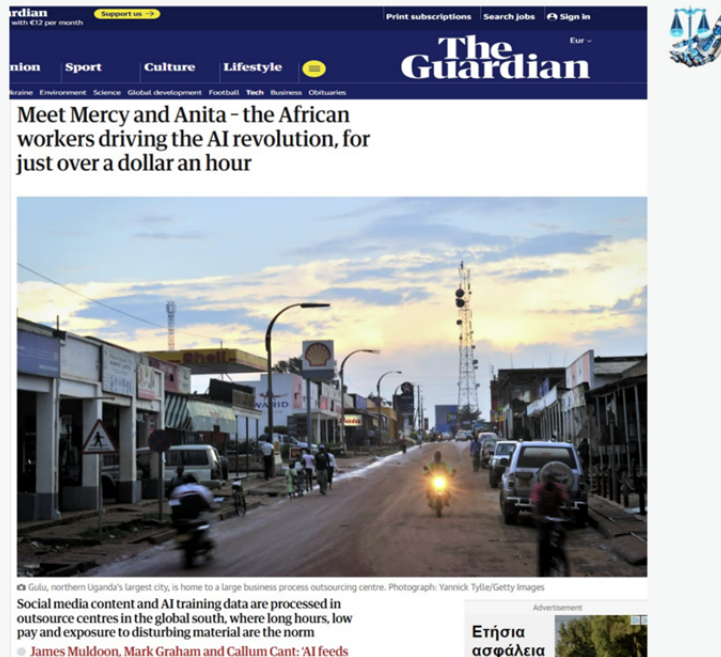 rdian
with €12 per month
Support us →
Print subscriptions
Search jobs
Sign in
Eur
The
Guardian
nion
Sport
Culture
Lifestyle
kraine Environment Science Global development Football Tech Business Obituaries
Meet Mercy and Anita – the African
workers driving the AI revolution, for
just over a dollar an hour
Shell
WARID
Gulu, northern Uganda's largest city, is home to a large business process outsourcing centre. Photograph: Yannick Tylle/Getty Images
Social media content and AI training data are processed in
outsource centres in the global south, where long hours, low
pay and exposure to disturbing material are the norm
James Muldoon, Mark Graham and Callum Cant: 'AI feeds
Advertisement
Ετήσια
ασφάλεια